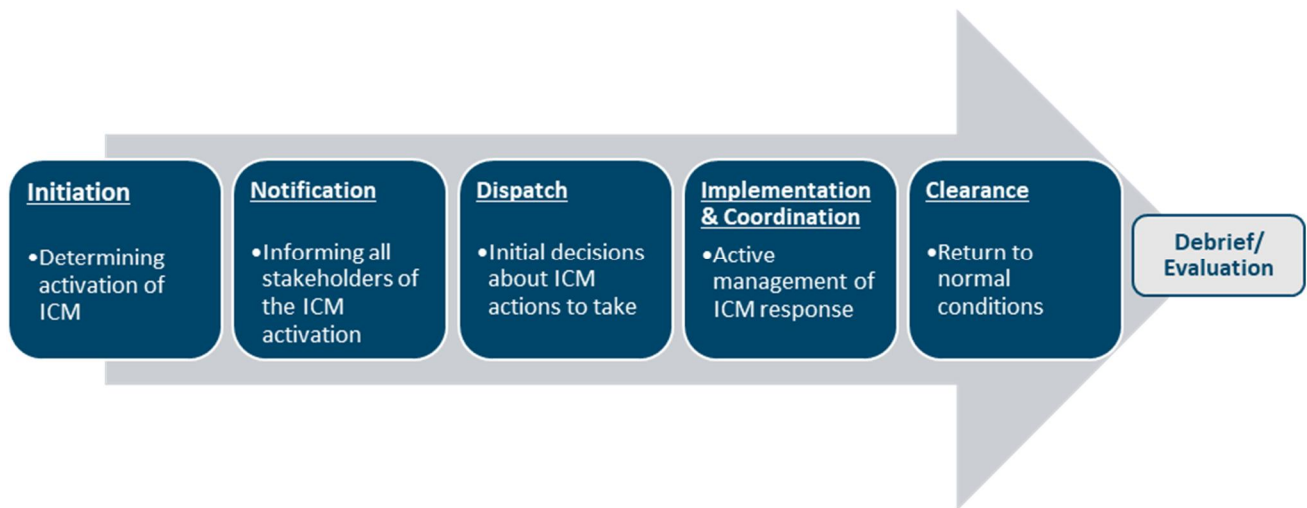 Initiation
•Determining
activation of
ICM
Notification
•Informing all
stakeholders of
the ICM
activation
Dispatch
•Initial decisions
about ICM
actions to take
Implementation
& Coordination
•Active
management of
ICM response
Clearance
•Return to
normal
conditions
Debrief/
Evaluation